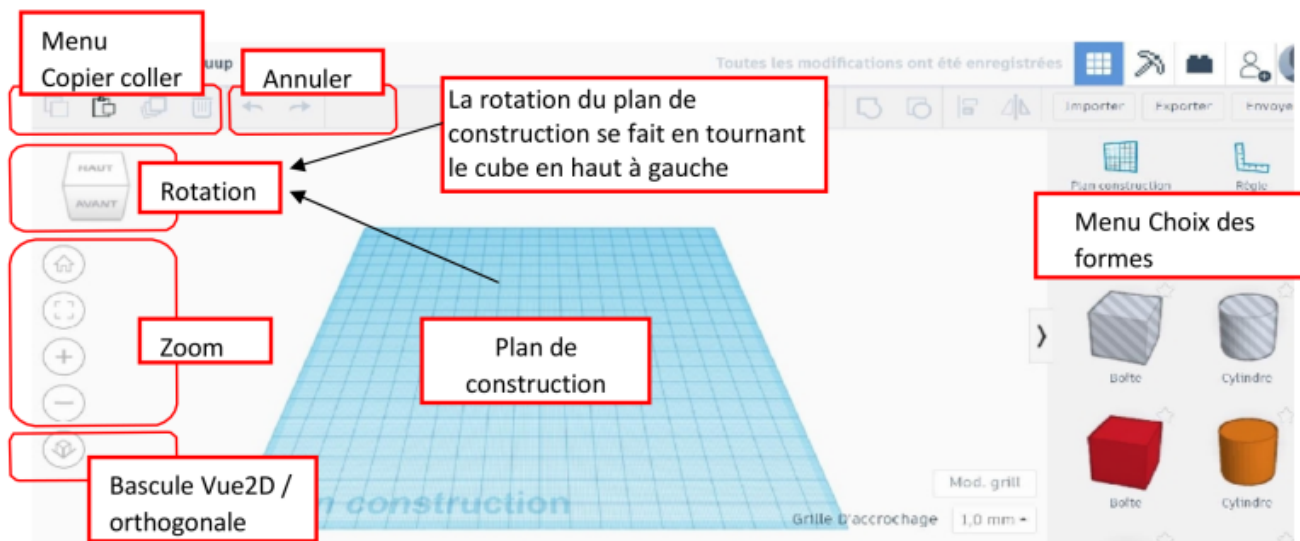 Menu
Copier coller
uup
Annuler
Toutes les modifications ont été enregistrées
La rotation du plan de
construction se fait en tournant
le cube en haut à gauche
Importer
Exporter
Envoye
HAUT
AVANT
Rotation
Plan construction
Règle
Menu Choix des
formes
Zoom
Plan de
construction
Boîte
Cylindre
Boîte
Cylindre
Bascule Vue2D /
orthogonale
n construction
Mod. grill
Grille D'accrochage
1,0 mm